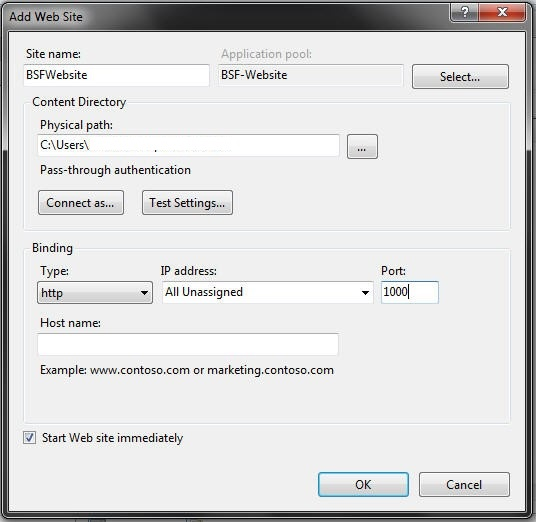 Add Web Site
Site name:
Application pool:
BSFWebsite
BSF-Website
Select...
Content Directory
Physical path:
C:\Users\
...
Pass-through authentication
Connect as...
Test Settings...
Binding
Type:
IP address:
Port:
http
All Unassigned
1000
Host name:
Example: www.contoso.com or marketing.contoso.com
Start Web site immediately
OK
Cancel